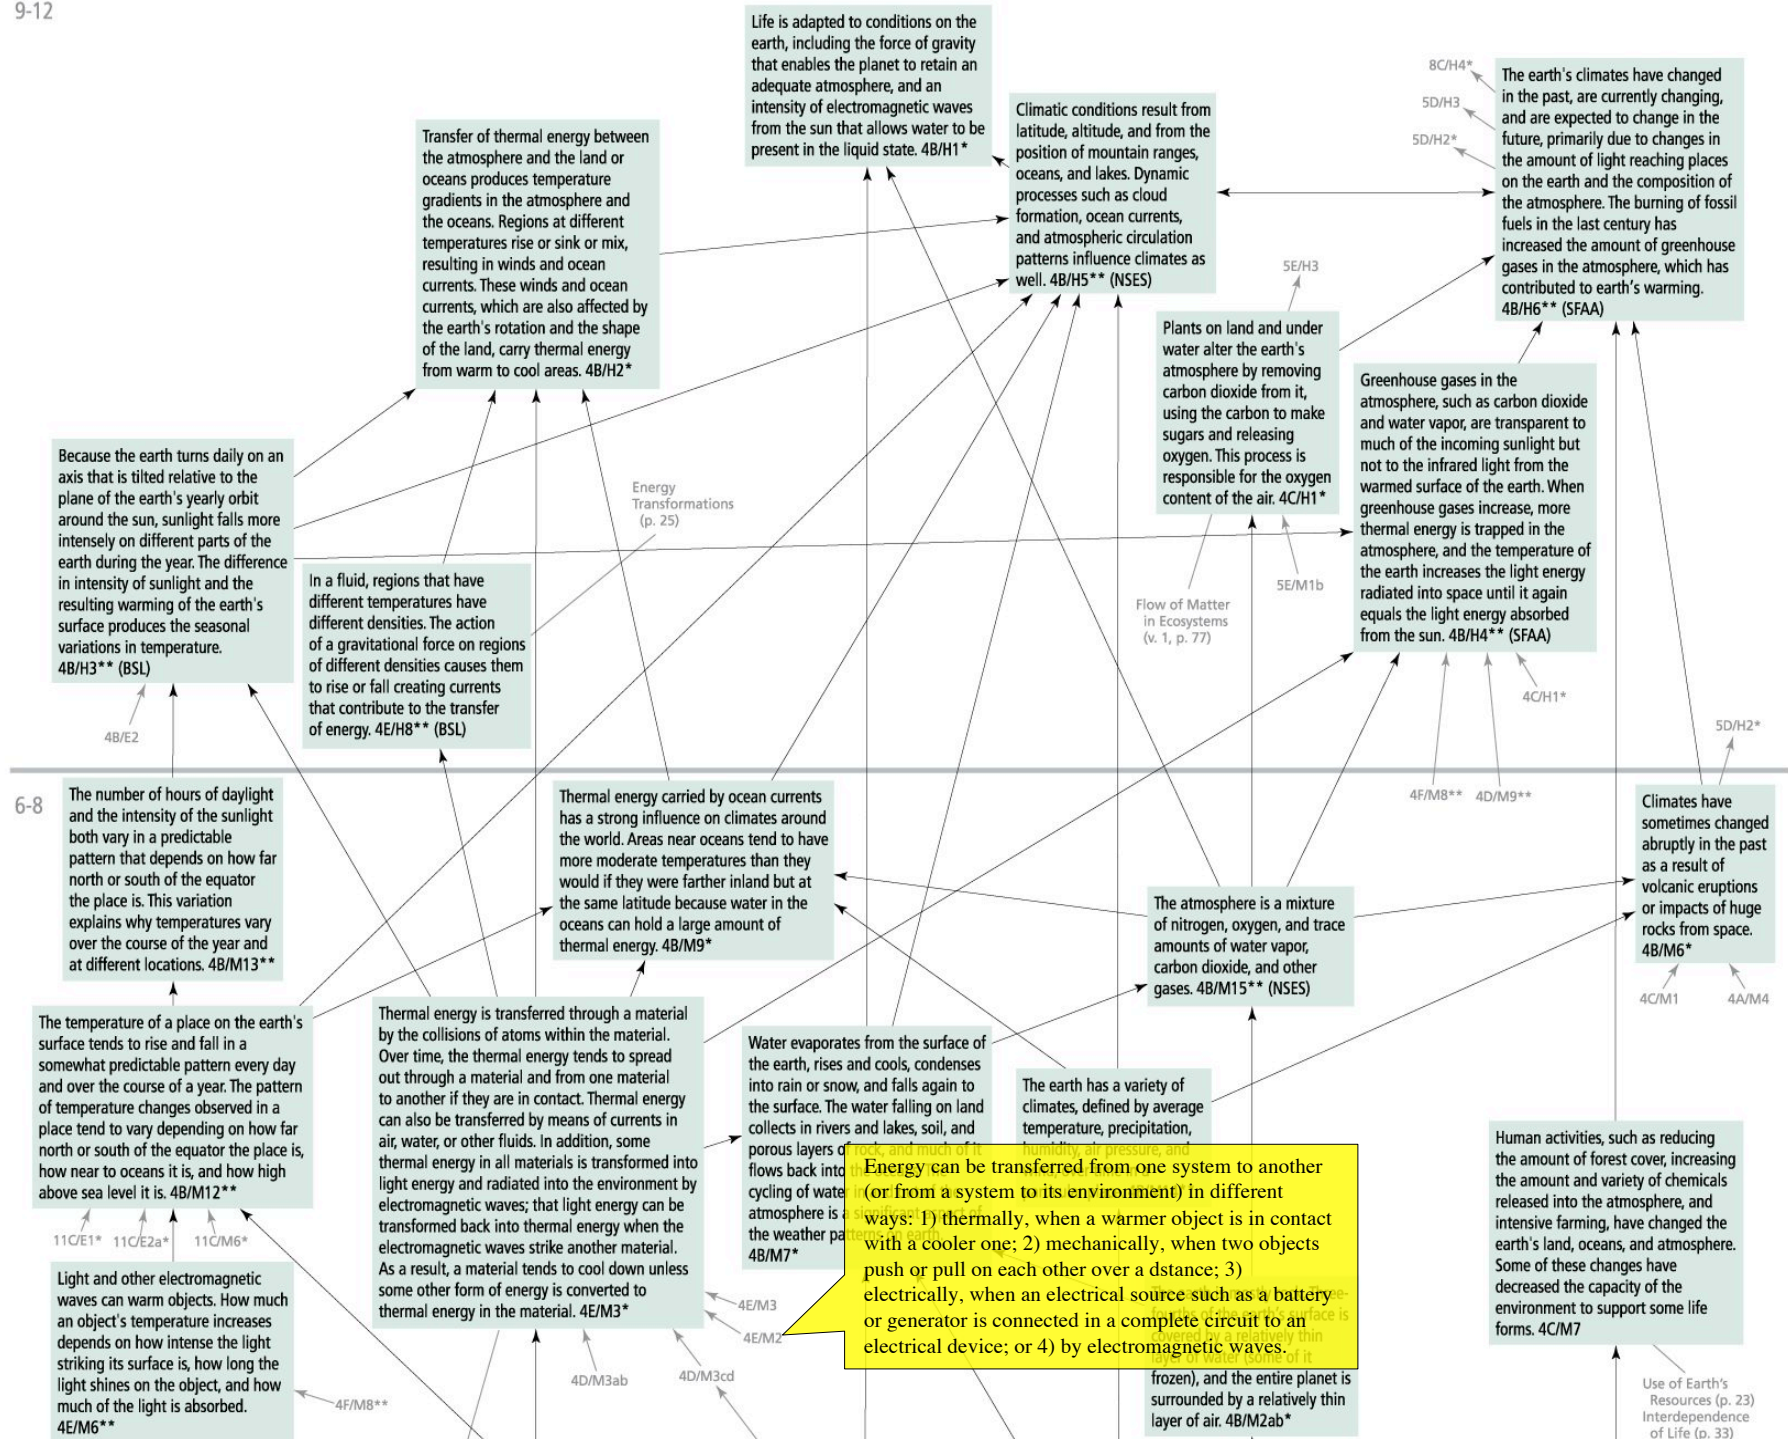 9-12
Life is adapted to conditions on the
earth, including the force of gravity
that enables the planet to retain an
adequate atmosphere, and an
intensity of electromagnetic waves
from the sun that allows water to be
present in the liquid state. 4B/H1*
Climatic conditions result from
latitude, altitude, and from the
position of mountain ranges,
oceans, and lakes. Dynamic
processes such as cloud
formation, ocean currents,
and atmospheric circulation
patterns influence climates as
well. 4B/H5** (NSES)
8C/H4*
5D/H3
5D/H2*
The earth's climates have changed
in the past, are currently changing,
and are expected to change in the
future, primarily due to changes in
the amount of light reaching places
on the earth and the composition of
the atmosphere. The burning of fossil
fuels in the last century has
increased the amount of greenhouse
gases in the atmosphere, which has
contributed to earth's warming.
4B/H6** (SFAA)
Transfer of thermal energy between
the atmosphere and the land or
oceans produces temperature
gradients in the atmosphere and
the oceans. Regions at different
temperatures rise or sink or mix,
resulting in winds and ocean
currents. These winds and ocean
currents, which are also affected by
the earth's rotation and the shape
of the land, carry thermal energy
from warm to cool areas. 4B/H2*
5E/H3
Plants on land and under
water alter the earth's
atmosphere by removing
carbon dioxide from it,
using the carbon to make
sugars and releasing
oxygen. This process is
responsible for the oxygen
content of the air. 4C/H1*
Greenhouse gases in the
atmosphere, such as carbon dioxide
and water vapor, are transparent to
much of the incoming sunlight but
not to the infrared light from the
warmed surface of the earth. When
greenhouse gases increase, more
thermal energy is trapped in the
atmosphere, and the temperature of
the earth increases the light energy
radiated into space until it again
equals the light energy absorbed
from the sun. 4B/H4** (SFAA)
Because the earth turns daily on an
axis that is tilted relative to the
plane of the earth's yearly orbit
around the sun, sunlight falls more
intensely on different parts of the
earth during the year. The difference
in intensity of sunlight and the
resulting warming of the earth's
surface produces the seasonal
variations in temperature.
4B/H3** (BSL)
Energy
Transformations
(p. 25)
In a fluid, regions that have
different temperatures have
different densities. The action
of a gravitational force on regions
of different densities causes them
to rise or fall creating currents
that contribute to the transfer
of energy. 4E/H8** (BSL)
Flow of Matter
in Ecosystems
(v. 1, p. 77)
5E/M1b
4C/H1*
4B/E2
5D/H2*
4F/M8**
4D/M9**
6-8
The number of hours of daylight
and the intensity of the sunlight
both vary in a predictable
pattern that depends on how far
north or south of the equator
the place is. This variation
explains why temperatures vary
over the course of the year and
at different locations. 4B/M13**
Thermal energy carried by ocean currents
has a strong influence on climates around
the world. Areas near oceans tend to have
more moderate temperatures than they
would if they were farther inland but at
the same latitude because water in the
oceans can hold a large amount of
thermal energy. 4B/M9*
The atmosphere is a mixture
of nitrogen, oxygen, and trace
amounts of water vapor,
carbon dioxide, and other
gases. 4B/M15** (NSES)
Climates have
sometimes changed
abruptly in the past
as a result of
volcanic eruptions
or impacts of huge
rocks from space.
4B/M6*
4C/M1
4A/M4
The temperature of a place on the earth's
surface tends to rise and fall in a
somewhat predictable pattern every day
and over the course of a year. The pattern
of temperature changes observed in a
place tend to vary depending on how far
north or south of the equator the place is,
how near to oceans it is, and how high
above sea level it is. 4B/M12**
11C/E1*
11C/E2a*
11C/M6*
Thermal energy is transferred through a material
by the collisions of atoms within the material.
Over time, the thermal energy tends to spread
out through a material and from one material
to another if they are in contact. Thermal energy
can also be transferred by means of currents in
air, water, or other fluids. In addition, some
thermal energy in all materials is transformed into
light energy and radiated into the environment by
electromagnetic waves; that light energy can be
transformed back into thermal energy when the
electromagnetic waves strike another material.
As a result, a material tends to cool down unless
some other form of energy is converted to
thermal energy in the material. 4E/M3*
4E/M3
4E/M2
4D/M3ab
4D/M3cd
Water evaporates from the surface of
the earth, rises and cools, condenses
into rain or snow, and falls again to
the surface. The water falling on land
collects in rivers and lakes, soil, and
porous layers of rock, and much of it
flows back into the
cycling of water in
atmosphere is a significant aspect of
the weather patterns on earth.
4B/M7*
The earth has a variety of
climates, defined by average
temperature, precipitation,
humidity, air pressure, and
Energy can be transferred from one system to another
(or from a system to its environment) in different
ways: 1) thermally, when a warmer object is in contact
with a cooler one; 2) mechanically, when two objects
push or pull on each other over a dstance; 3)
electrically, when an electrical source such as a battery
or generator is connected in a complete circuit to an
electrical device; or 4) by electromagnetic waves.
fourths of the earth's surface is
covered by a relatively thin
layer of water (some of it
frozen), and the entire planet is
surrounded by a relatively thin
layer of air. 4B/M2ab*
Human activities, such as reducing
the amount of forest cover, increasing
the amount and variety of chemicals
released into the atmosphere, and
intensive farming, have changed the
earth's land, oceans, and atmosphere.
Some of these changes have
decreased the capacity of the
environment to support some life
forms. 4C/M7
Use of Earth's
Resources (p. 23)
Interdependence
of Life (p. 33)
Light and other electromagnetic
waves can warm objects. How much
an object's temperature increases
depends on how intense the light
striking its surface is, how long the
light shines on the object, and how
much of the light is absorbed.
4E/M6**
4F/M8**